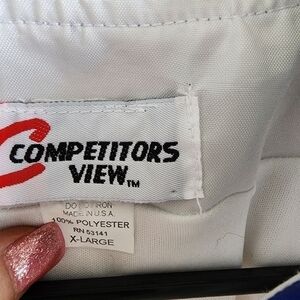 COMPETITORS
VIEW™
DO NOT IRON
MADE IN U.S.A.
100% POLYESTER
RN 53141
X-LARGE